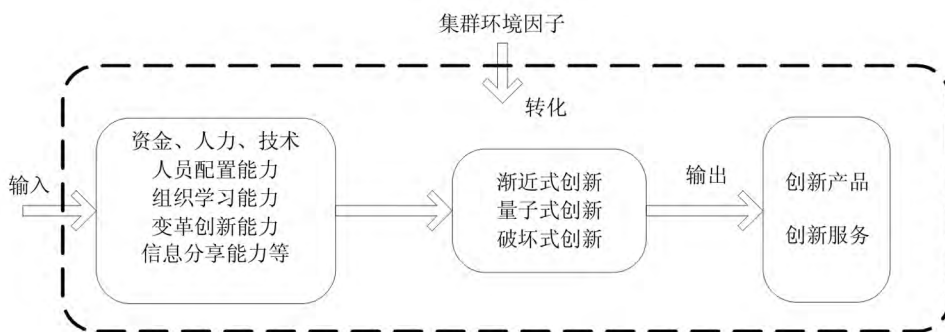 集群环境因子
转化
输入
资金、人力、技术
人员配置能力
组织学习能力
变革创新能力
信息分享能力等
渐近式创新
量子式创新
破坏式创新
输出
创新产品
创新服务